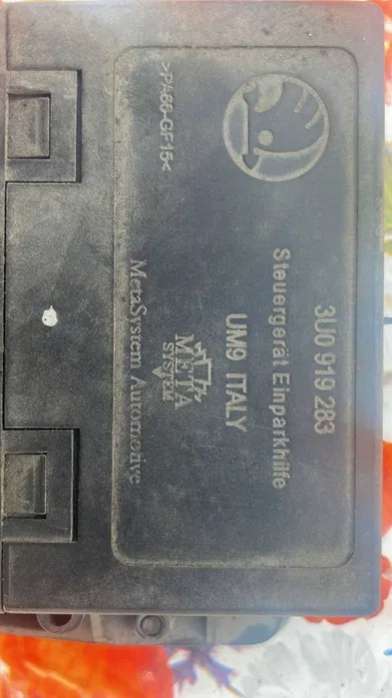 3U0 919 283
Steuergerät Einparkhilfe
UM9 ITALY
META
SYSTEM
MetaSystem Automotive
>PA66-GF15<